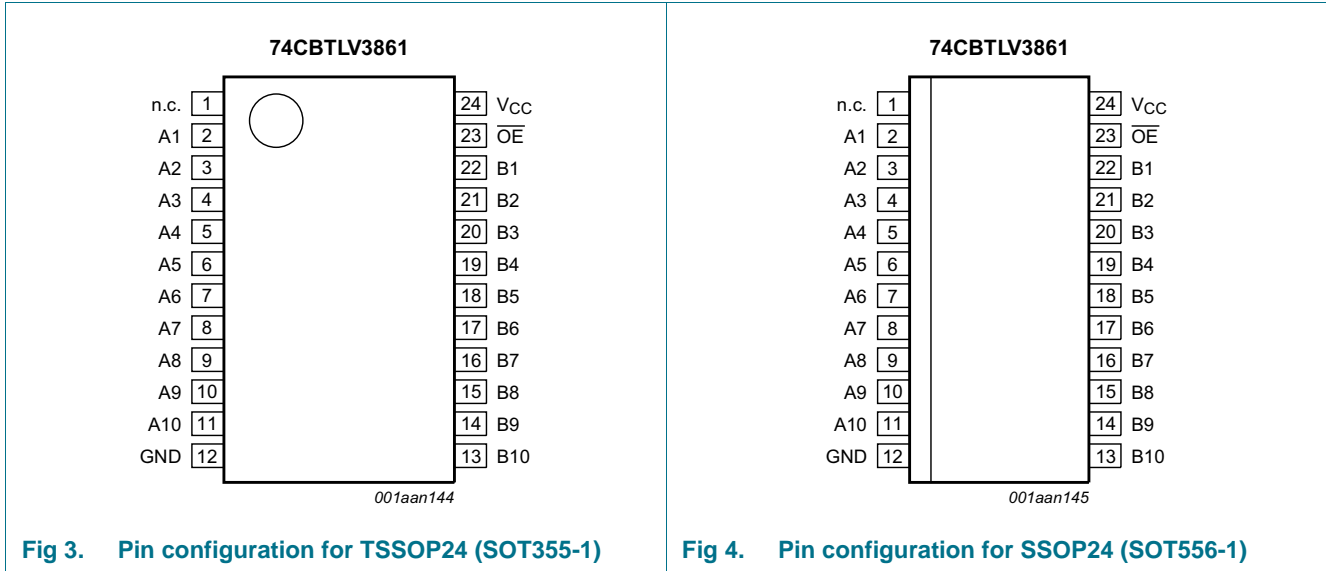 74CBTLV3861
n.c. 1 24 VCC
A1 2 23 OE
A2 3 22 B1
A3 4 21 B2
A4 5 20 B3
A5 6 19 B4
A6 7 18 B5
A7 8 17 B6
A8 9 16 B7
A9 10 15 B8
A10 11 14 B9
GND 12 13 B10
001aan144
Fig 3. Pin configuration for TSSOP24 (SOT355-1)
74CBTLV3861
n.c. 1 24 VCC
A1 2 23 OE
A2 3 22 B1
A3 4 21 B2
A4 5 20 B3
A5 6 19 B4
A6 7 18 B5
A7 8 17 B6
A8 9 16 B7
A9 10 15 B8
A10 11 14 B9
GND 12 13 B10
001aan145
Fig 4. Pin configuration for SSOP24 (SOT556-1)